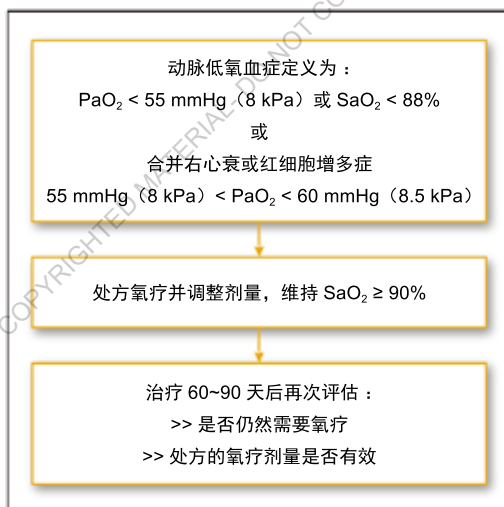 动脉低氧血症定义为：
PaO₂ < 55 mmHg（8 kPa）或 SaO₂ < 88%
或
合并右心衰或红细胞增多症
55 mmHg（8 kPa）< PaO₂ < 60 mmHg（8.5 kPa）
处方氧疗并调整剂量，维持 SaO₂ ≥ 90%
治疗 60~90 天后再次评估：
>> 是否仍然需要氧疗
>> 处方的氧疗剂量是否有效
COPYRIGHTED MATERIAL- DO NOT